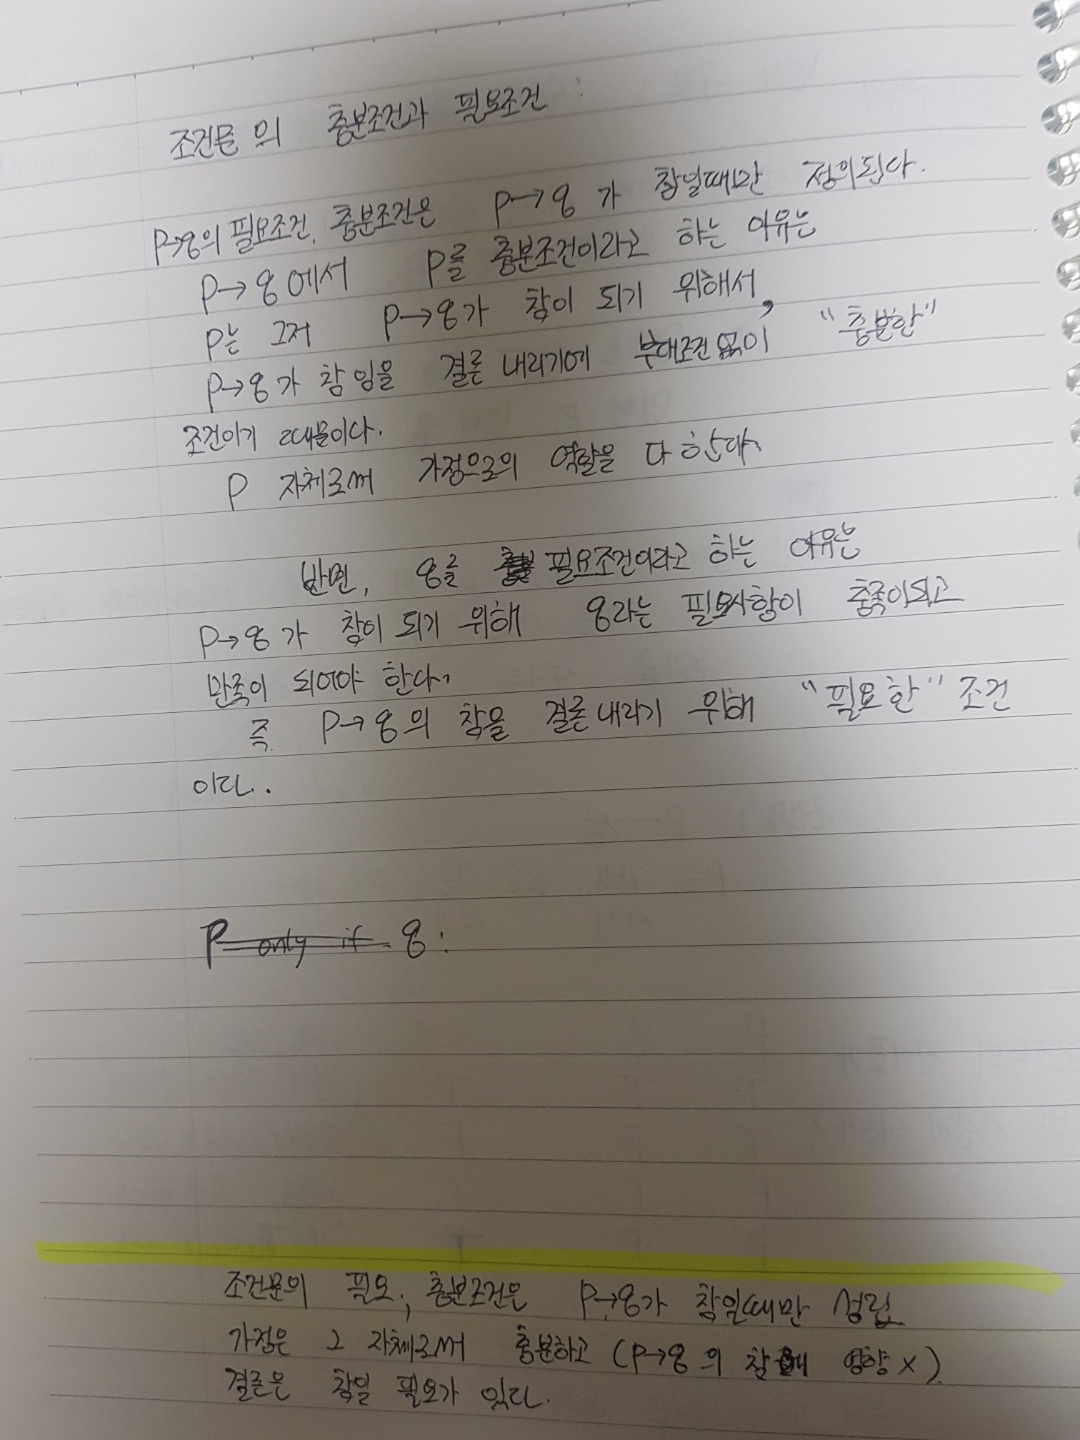 조건문의 충분조건과 필요조건 :
P→q의 필요조건, 충분조건은 P→q가 참일때만 정의된다.
P→q에서 P를 충분조건이라고 하는 이유는
P는 그저 P→q가 참이 되기 위해서,
P→q가 참임을 결론 내리기에 부대조건 없이 "충분한"
조건이기 때문이다.
P 자체로써 가정으로의 역할을 다 한다.
반면, q를 필요조건이라고 하는 이유는
P→q가 참이 되기 위해 q라는 필요사항이 충족이되고
만족이 되어야 한다.
즉 P→q의 참을 결론내리기 위해 "필요한" 조건
이다.
P only if q :
조건문의 필요, 충분조건은 P→q가 참일때만 성립
가정은 그 자체로써 충분하고 (P→q의 참에 영향 X)
결론은 참일 필요가 있다.